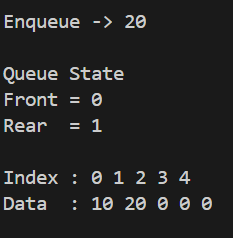 Enqueue -> 20
Queue State
Front = 0
Rear  = 1
Index : 0 1 2 3 4
Data  : 10 20 0 0 0